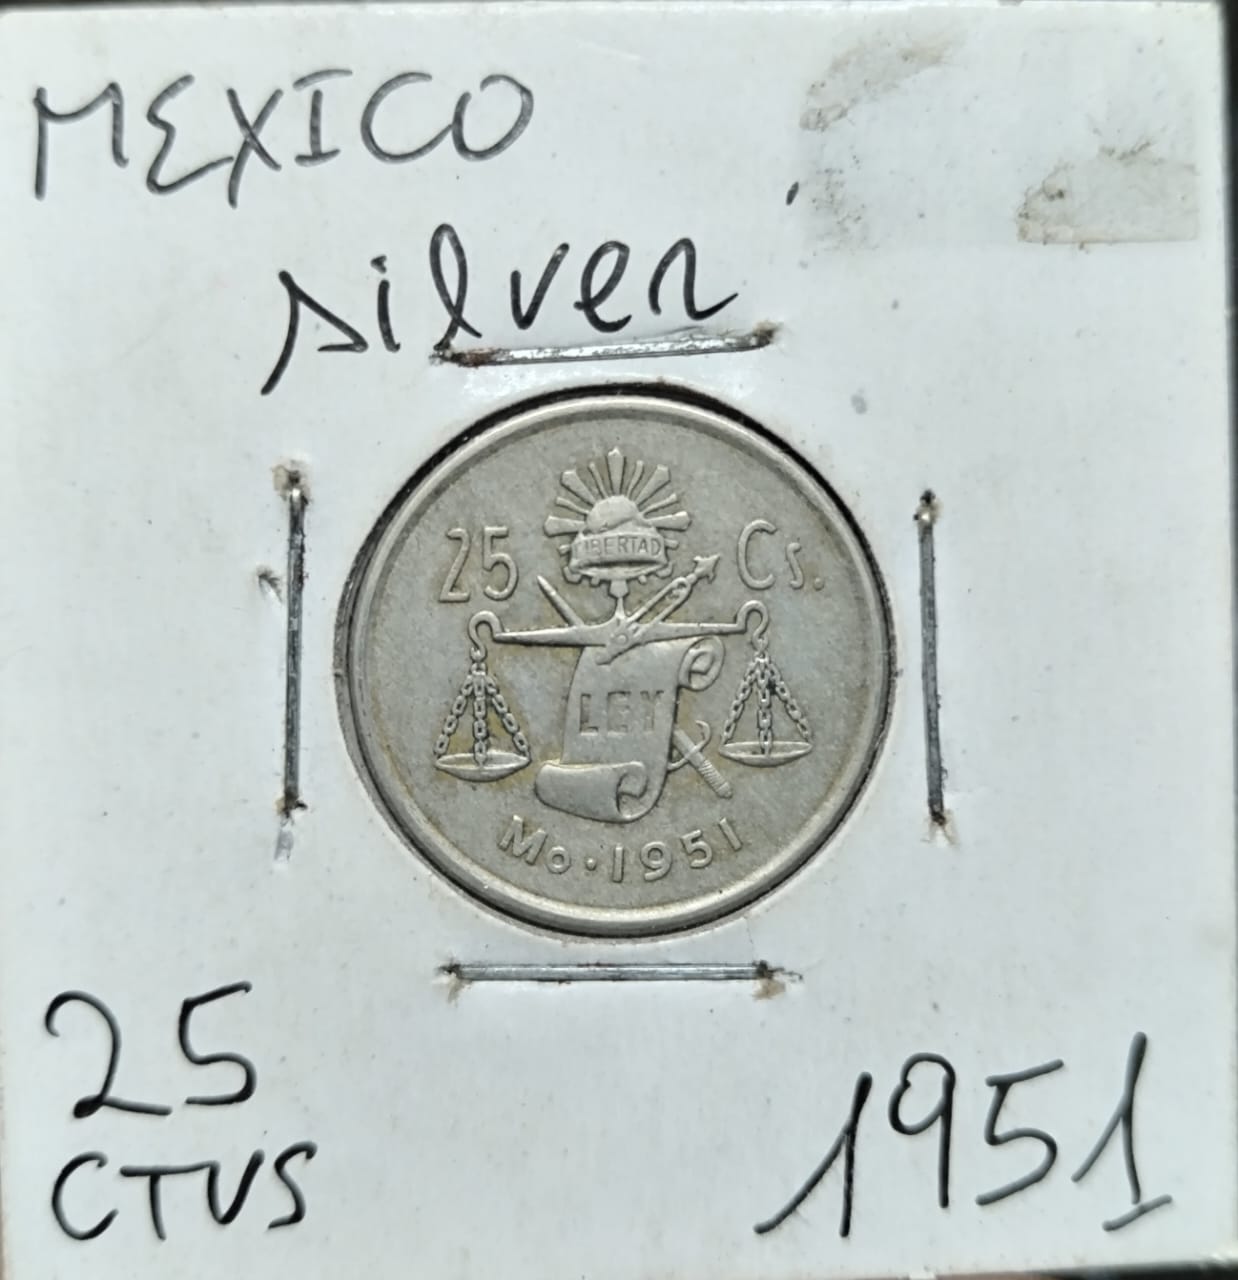 MEXICO
silver
LIBERTAD
25 Cs.
LEY
Mo·1951
25
CTVS
1951